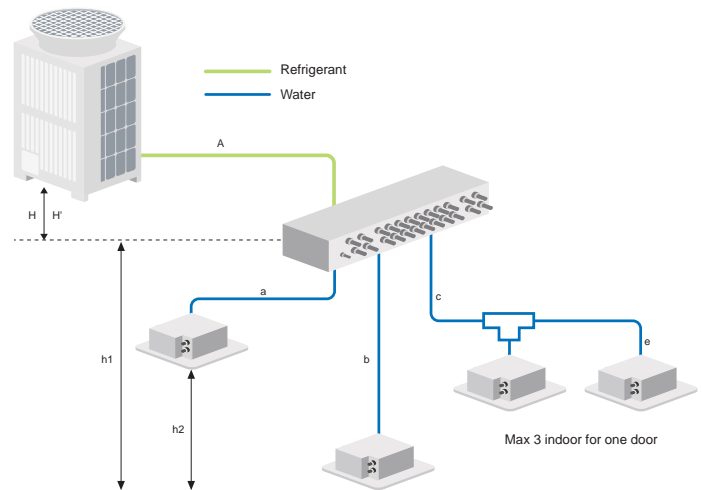 Refrigerant
Water
A
H H'
a
c
h1
b
e
h2
Max 3 indoor for one door